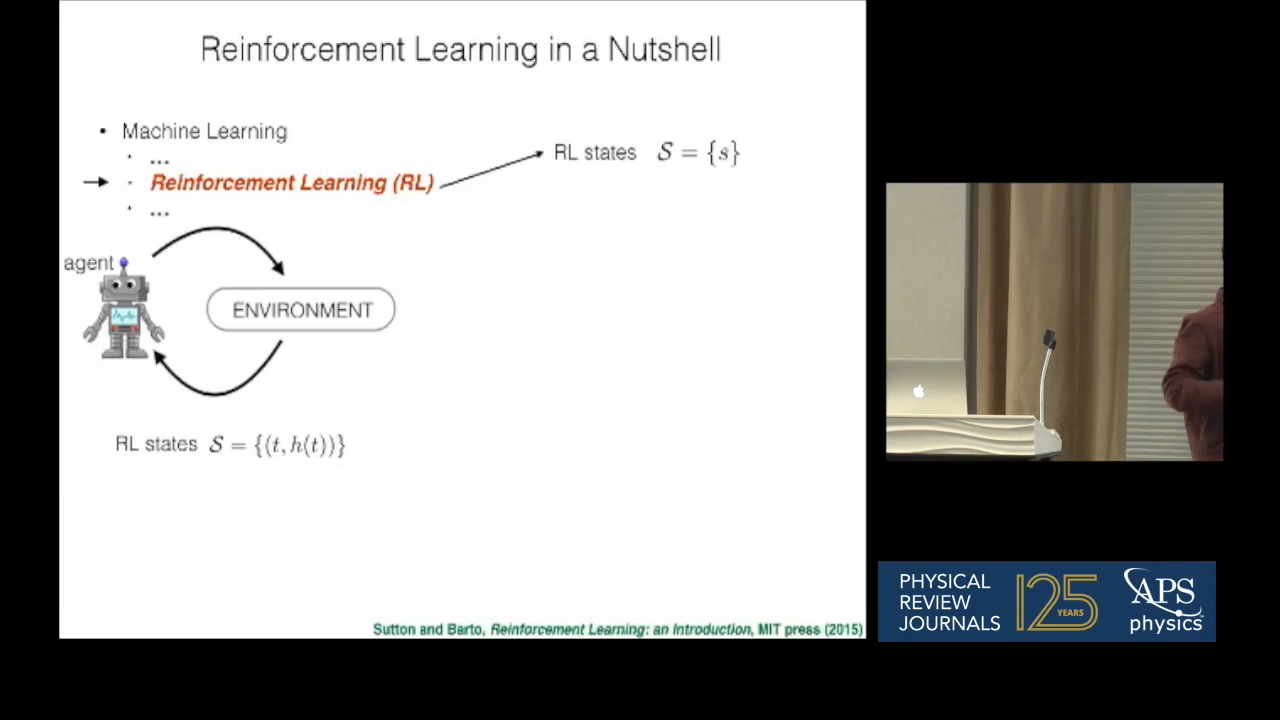 Reinforcement Learning in a Nutshell
• Machine Learning
· ...
· Reinforcement Learning (RL)
· ...
RL states S = {s}
agent
ENVIRONMENT
RL states S = {(t, h(t))}
Sutton and Barto, Reinforcement Learning: an Introduction, MIT press (2015)
PHYSICAL
REVIEW
JOURNALS
125
YEARS
APS
physics